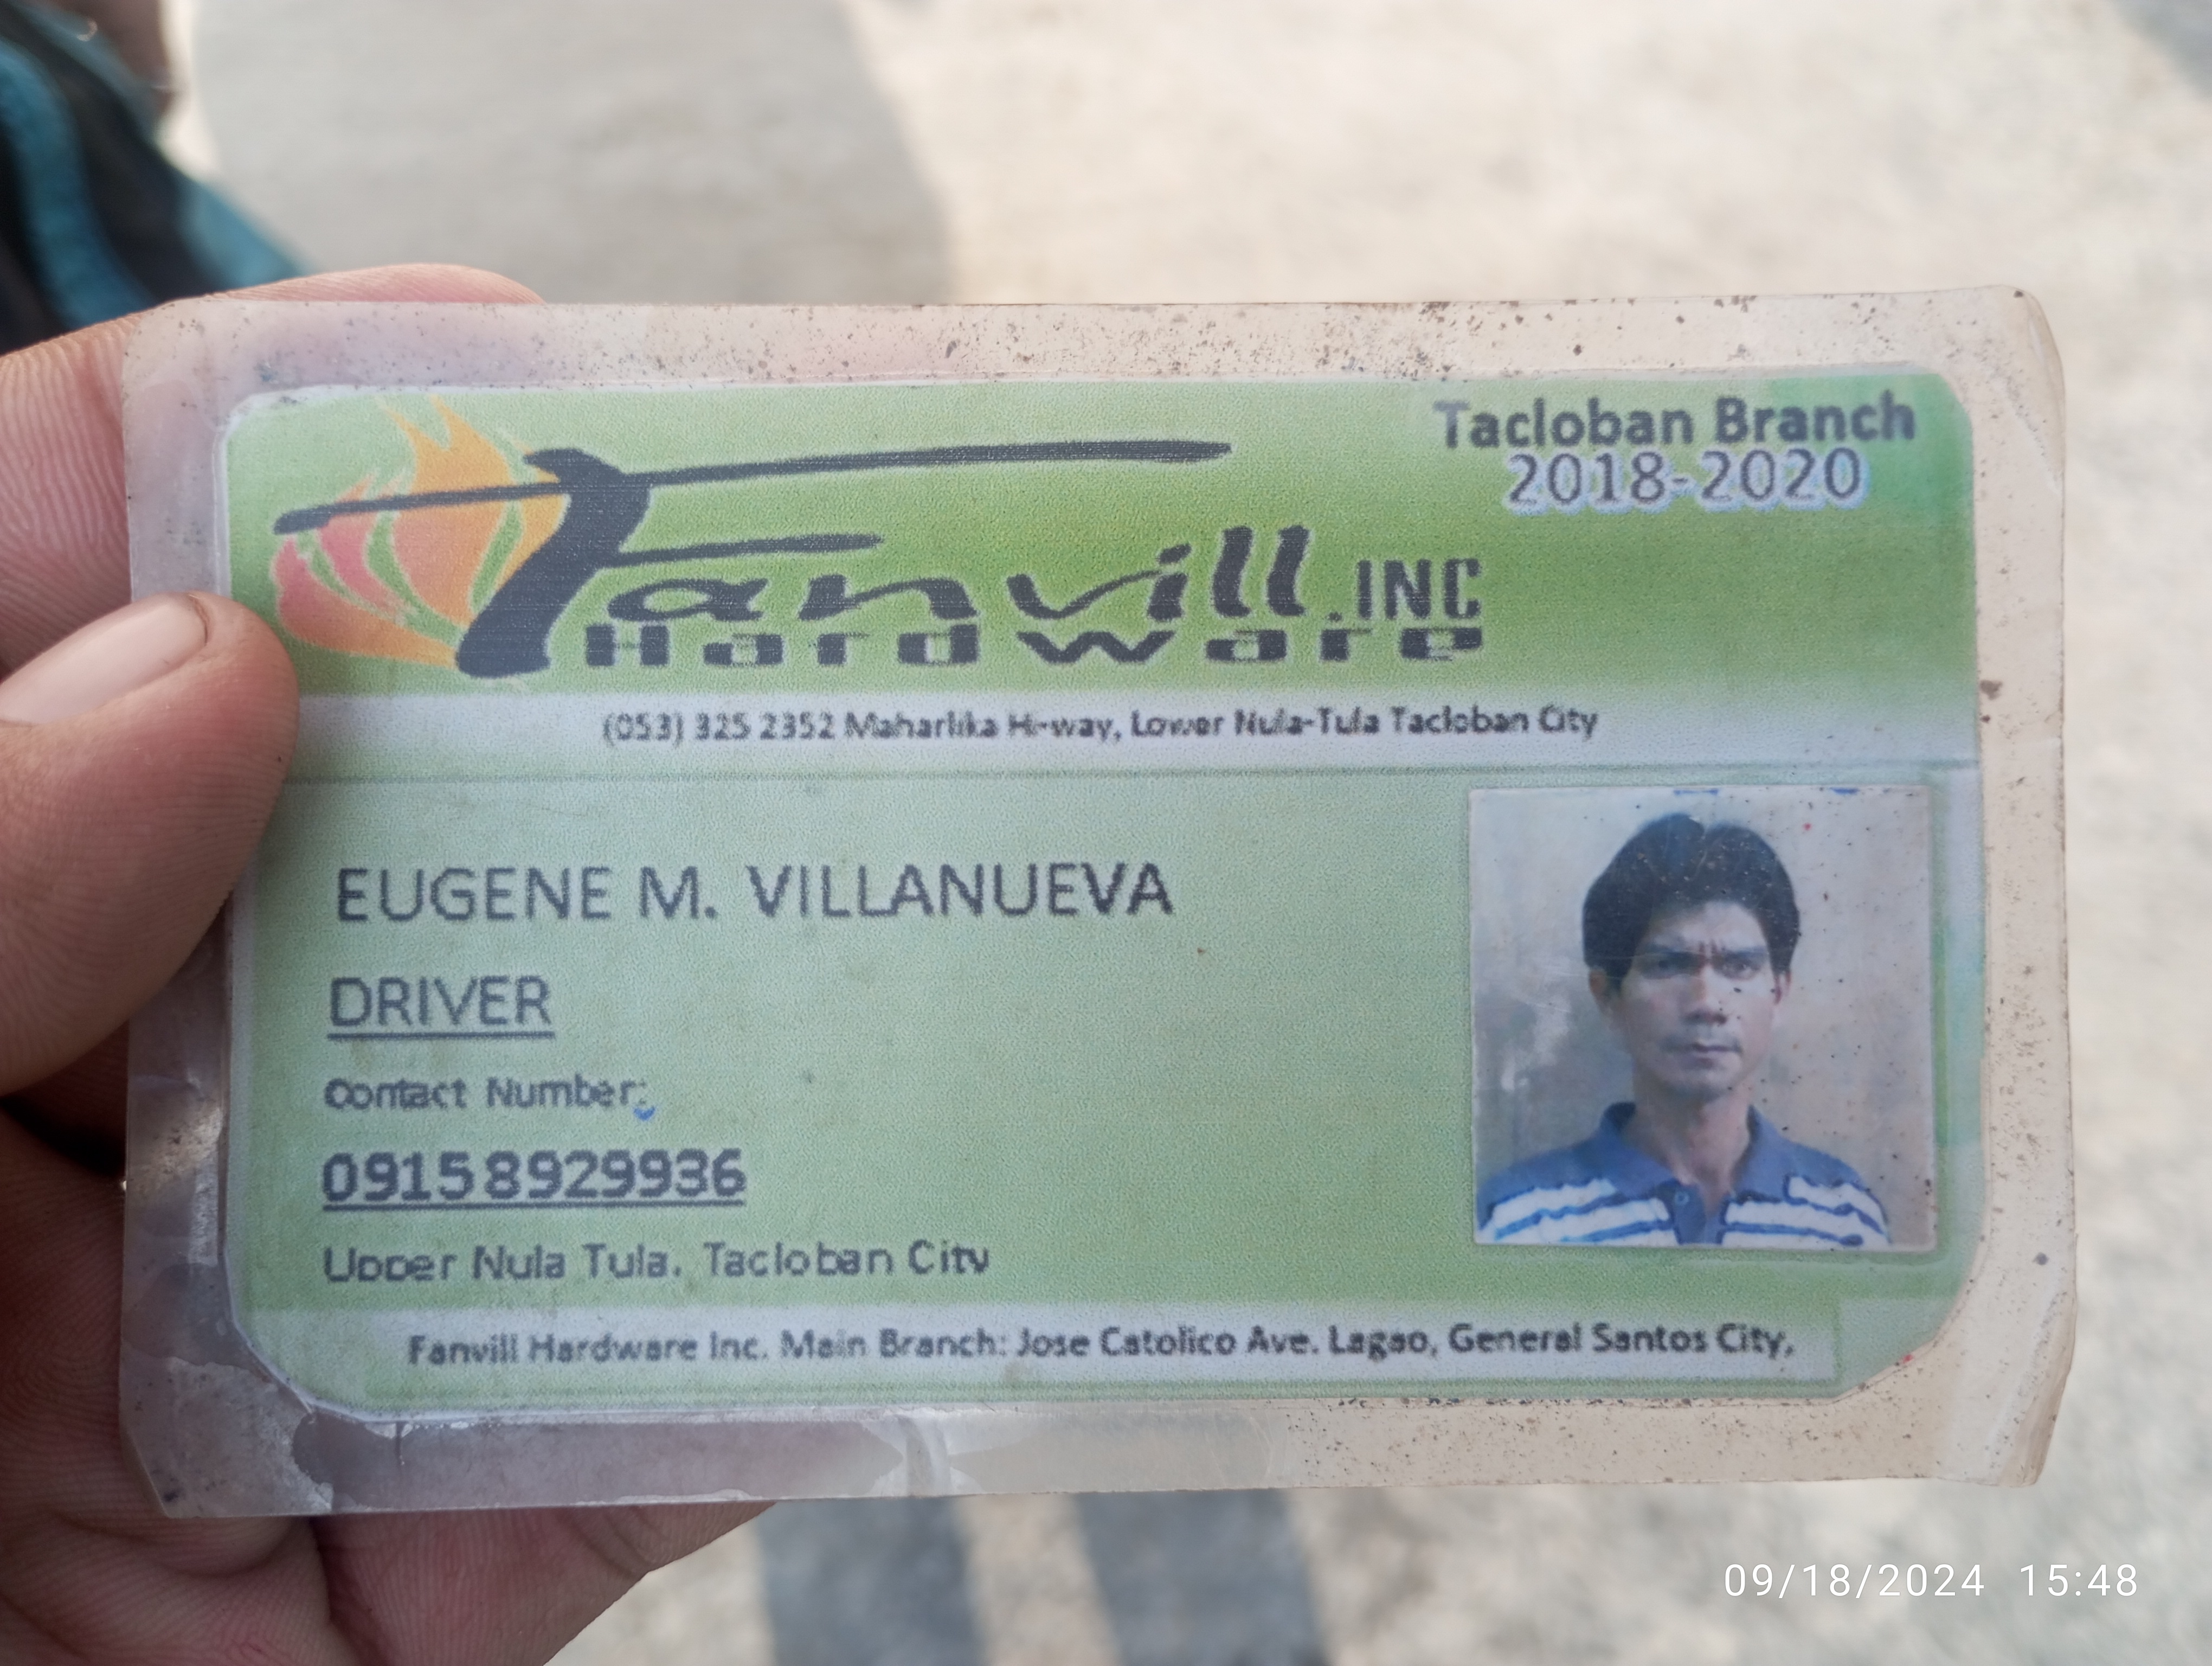 Tacloban Branch
2018-2020
Fanvill.INC
Hardware
(053) 325 2352 Maharlika H-way, Lower Nula-Tula Tacloban City
EUGENE M. VILLANUEVA
DRIVER
Contact Number:
09158929936
Upper Nula Tula. Tacloban City
Fanvill Hardware Inc. Main Branch: Jose Catolico Ave. Lagao, General Santos City,
09/18/2024 15:48